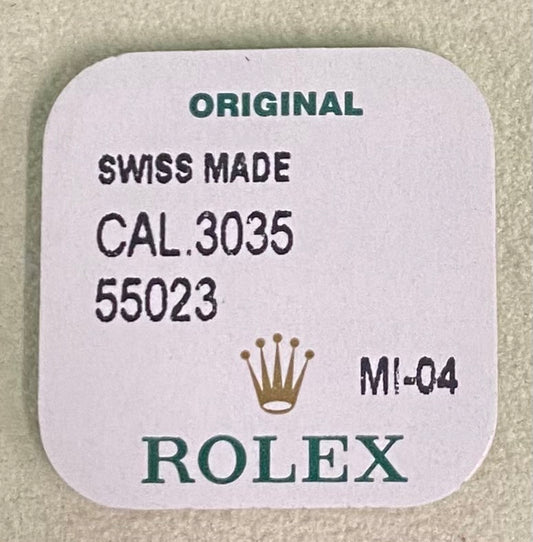 ORIGINAL
SWISS MADE
CAL.3035
55023
MI-04
ROLEX